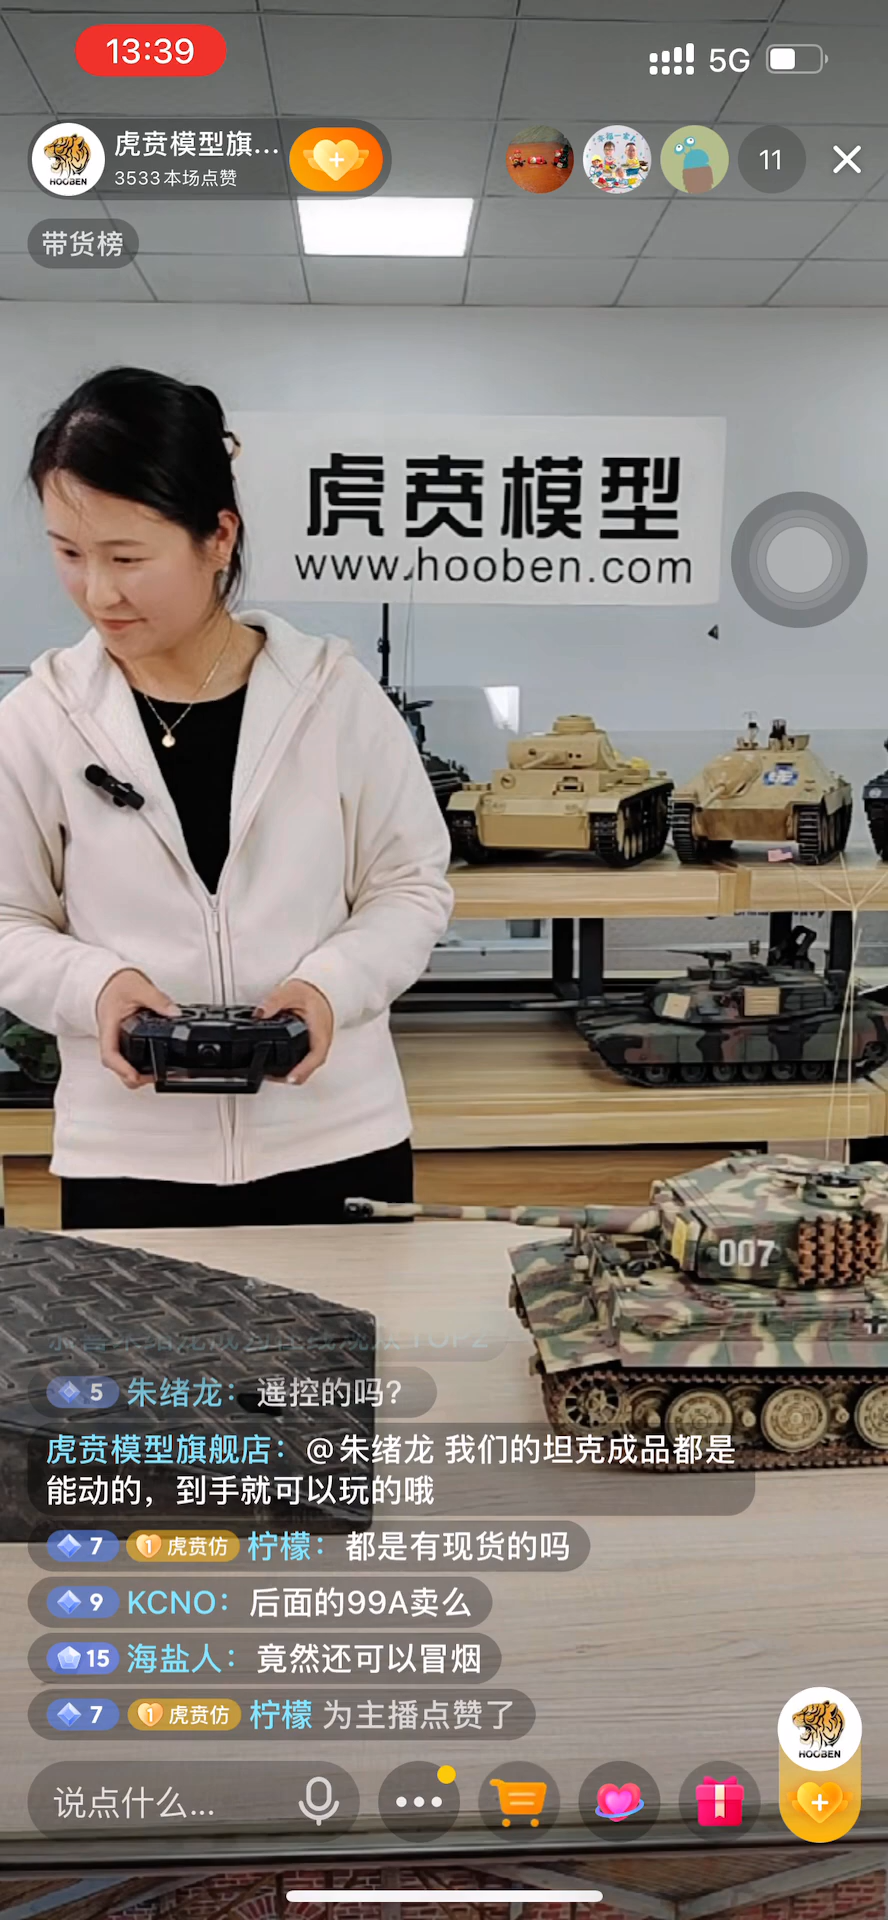 13:39
5G
HOOBEN
虎贲模型旗...
3533本场点赞
11
带货榜
虎贲模型
www.hooben.com
007
5 朱绪龙：遥控的吗？
虎贲模型旗舰店：@朱绪龙 我们的坦克成品都是
能动的，到手就可以玩的哦
7 1 虎贲仿 柠檬：都是有现货的吗
9 KCNO：后面的99A卖么
15 海盐人：竟然还可以冒烟
7 1 虎贲仿 柠檬 为主播点赞了
HOOBEN
说点什么...